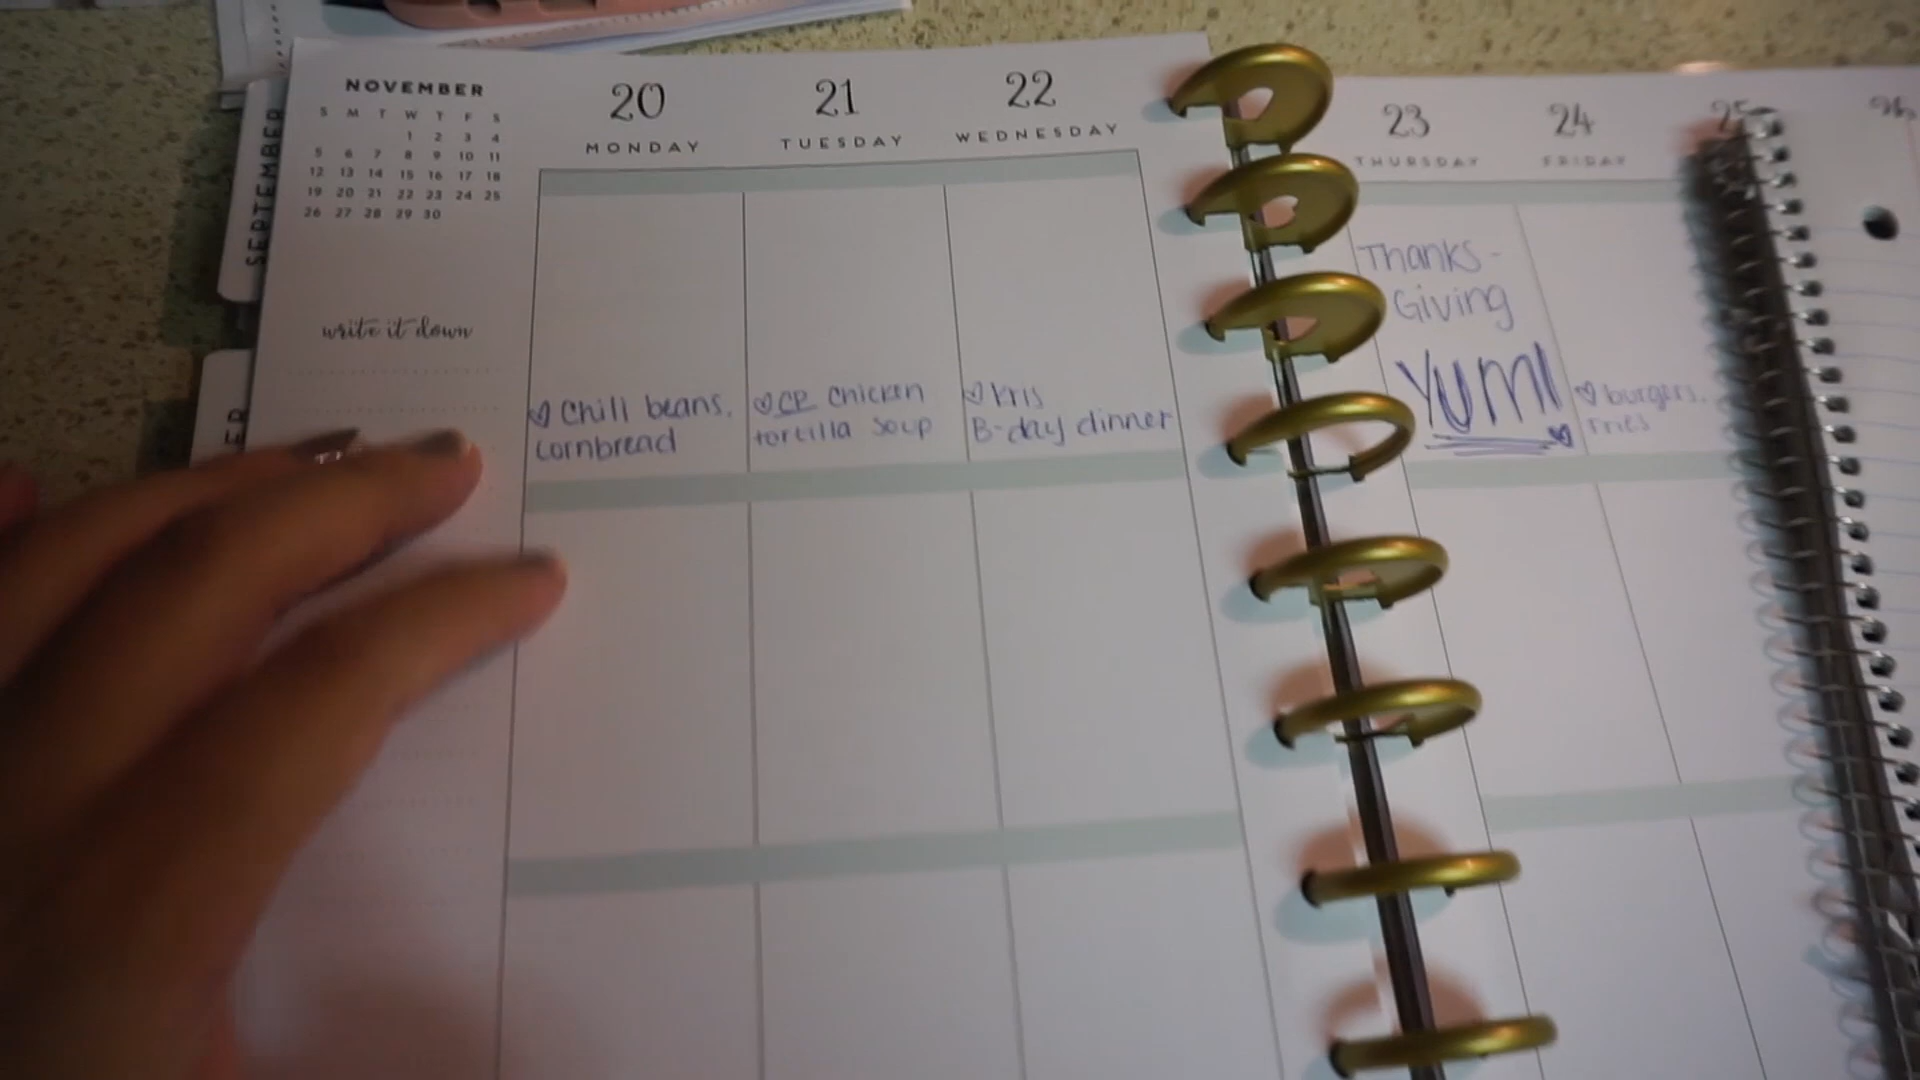 NOVEMBER
S M T W T F S
1 2 3 4
5 6 7 8 9 10 11
12 13 14 15 16 17 18
19 20 21 22 23 24 25
26 27 28 29 30
write it down
SEPTEMBER
20
MONDAY
21
TUESDAY
22
WEDNESDAY
23
THURSDAY
24
FRIDAY
25
26
♡ Chili beans,
cornbread
♡ CP chicken
tortilla soup
♡ Kris
B-day dinner
Thanks-
Giving
YUM!
♡ burgers,
fries